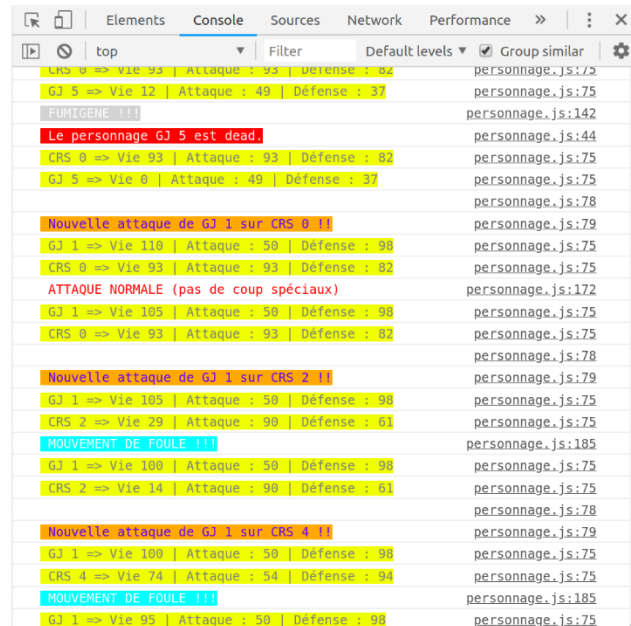 Elements Console Sources Network Performance »
top Filter Default levels Group similar
CRS 0 => Vie 93 | Attaque : 93 | Défense : 82 personnage.js:75
GJ 5 => Vie 12 | Attaque : 49 | Défense : 37 personnage.js:75
FUMIGENE !!! personnage.js:142
Le personnage GJ 5 est dead. personnage.js:44
CRS 0 => Vie 93 | Attaque : 93 | Défense : 82 personnage.js:75
GJ 5 => Vie 0 | Attaque : 49 | Défense : 37 personnage.js:75
personnage.js:78
Nouvelle attaque de GJ 1 sur CRS 0 !! personnage.js:79
GJ 1 => Vie 110 | Attaque : 50 | Défense : 98 personnage.js:75
CRS 0 => Vie 93 | Attaque : 93 | Défense : 82 personnage.js:75
ATTAQUE NORMALE (pas de coup spéciaux) personnage.js:172
GJ 1 => Vie 105 | Attaque : 50 | Défense : 98 personnage.js:75
CRS 0 => Vie 93 | Attaque : 93 | Défense : 82 personnage.js:75
personnage.js:78
Nouvelle attaque de GJ 1 sur CRS 2 !! personnage.js:79
GJ 1 => Vie 105 | Attaque : 50 | Défense : 98 personnage.js:75
CRS 2 => Vie 29 | Attaque : 90 | Défense : 61 personnage.js:75
MOUVEMENT DE FOULE !!! personnage.js:185
GJ 1 => Vie 100 | Attaque : 50 | Défense : 98 personnage.js:75
CRS 2 => Vie 14 | Attaque : 90 | Défense : 61 personnage.js:75
personnage.js:78
Nouvelle attaque de GJ 1 sur CRS 4 !! personnage.js:79
GJ 1 => Vie 100 | Attaque : 50 | Défense : 98 personnage.js:75
CRS 4 => Vie 74 | Attaque : 54 | Défense : 94 personnage.js:75
MOUVEMENT DE FOULE !!! personnage.js:185
GJ 1 => Vie 95 | Attaque : 50 | Défense : 98 personnage.js:75